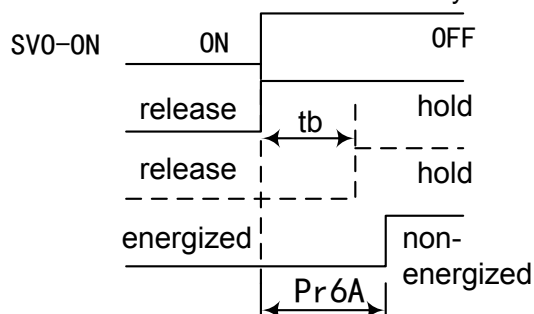 SVO-ON ON OFF
release hold
tb
release hold
energized non-
energized
Pr6A